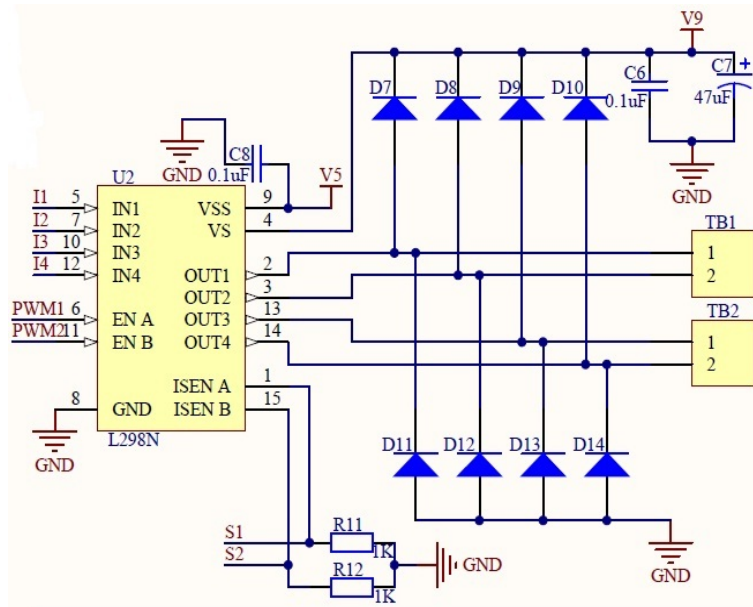 V9
D7 D8 D9 D10 C6 C7
0.1uF 47uF
GND C8
0.1uF
V5
GND
U2
I1 5 IN1 VSS 9
I2 7 IN2 VS 4
I3 10 IN3
I4 12 IN4 OUT1 2
OUT2 3
PWM1 6 EN A OUT3 13
PWM2 11 EN B OUT4 14
TB1
1
2
TB2
1
2
ISEN A 1
8 GND ISEN B 15
L298N
GND
D11 D12 D13 D14
S1 R11
1K
S2
R12
1K
GND
GND